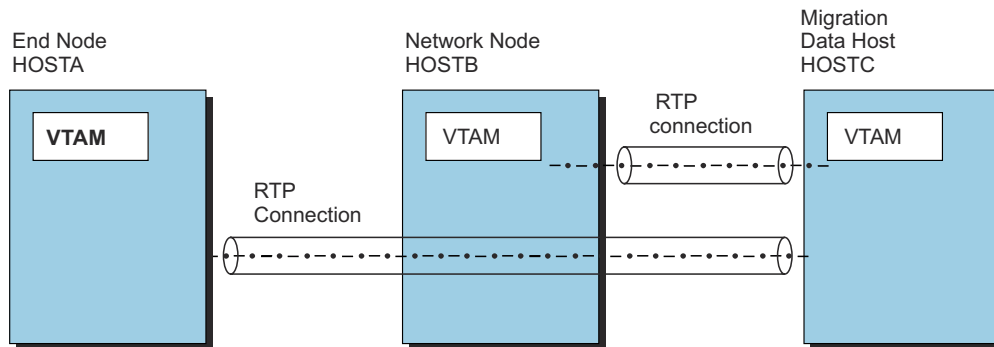 End Node
HOSTA
Network Node
HOSTB
Migration
Data Host
HOSTC
VTAM
VTAM
VTAM
RTP
connection
RTP
Connection